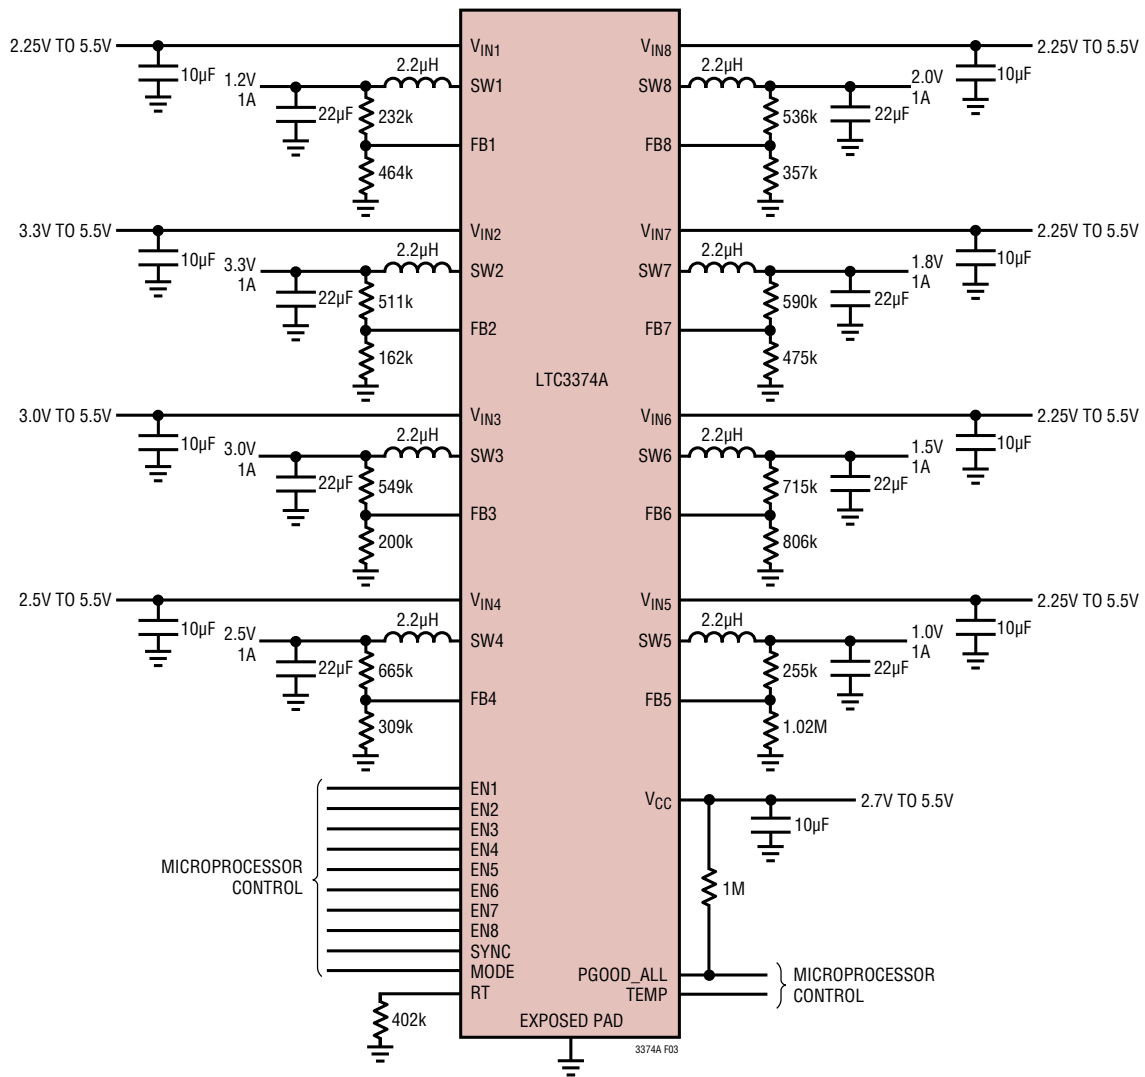 2.25V TO 5.5V
VIN1
VIN8
2.25V TO 5.5V
10µF
1.2V
1A
2.2µH
SW1
SW8
2.2µH
2.0V
1A
10µF
22µF
232k
536k
22µF
FB1
FB8
464k
357k
3.3V TO 5.5V
VIN2
VIN7
2.25V TO 5.5V
10µF
3.3V
1A
2.2µH
SW2
SW7
2.2µH
1.8V
1A
10µF
22µF
511k
590k
22µF
FB2
FB7
162k
475k
LTC3374A
3.0V TO 5.5V
VIN3
VIN6
2.25V TO 5.5V
10µF
3.0V
1A
2.2µH
SW3
SW6
2.2µH
1.5V
1A
10µF
22µF
549k
715k
22µF
FB3
FB6
200k
806k
2.5V TO 5.5V
VIN4
VIN5
2.25V TO 5.5V
10µF
2.5V
1A
2.2µH
SW4
SW5
2.2µH
1.0V
1A
10µF
22µF
665k
255k
22µF
FB4
FB5
309k
1.02M
EN1
EN2
EN3
EN4
EN5
EN6
EN7
EN8
SYNC
MODE
MICROPROCESSOR
CONTROL
RT
402k
VCC
2.7V TO 5.5V
10µF
1M
PGOOD_ALL
TEMP
MICROPROCESSOR
CONTROL
EXPOSED PAD
3374A F03